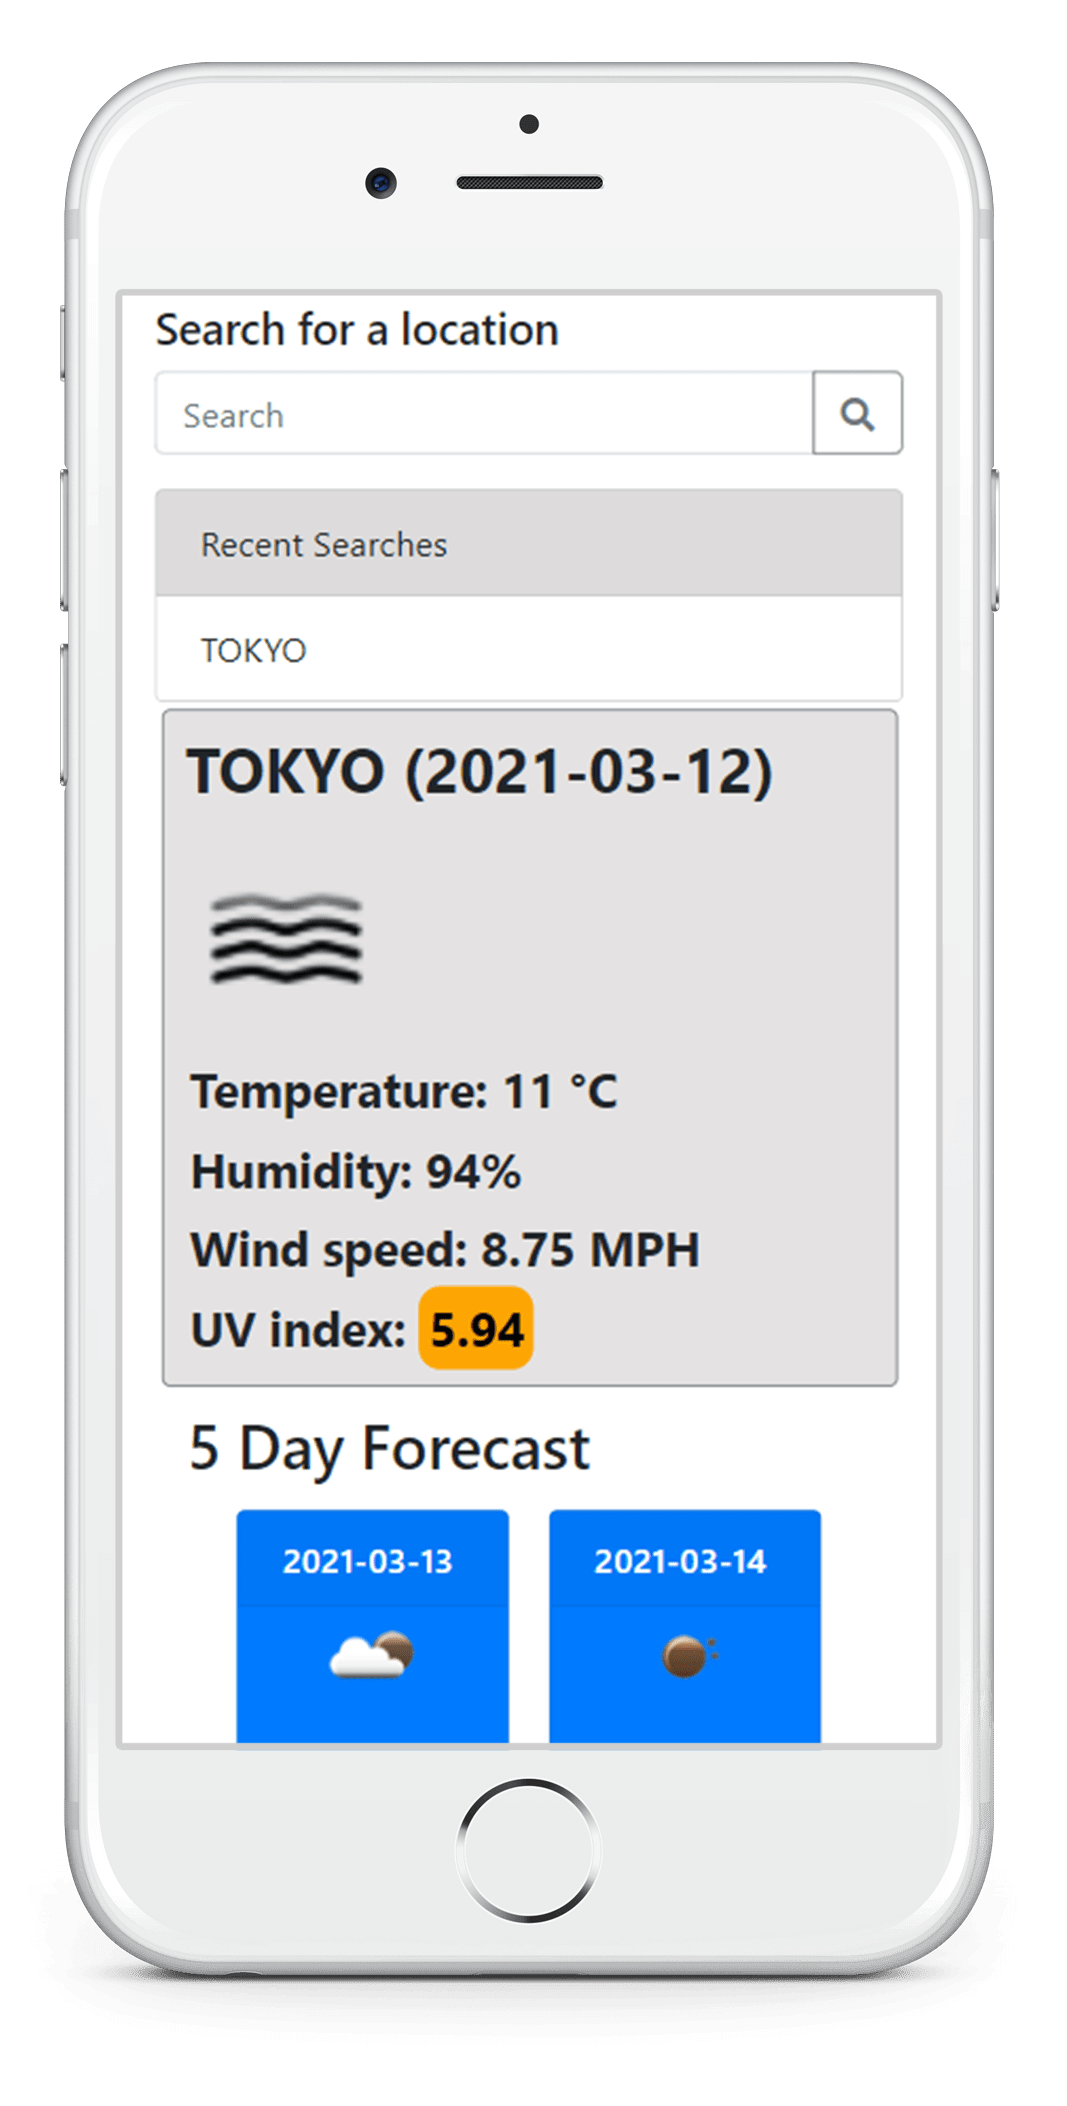 Search for a location
Search
Recent Searches
TOKYO
TOKYO (2021-03-12)
Temperature: 11 °C
Humidity: 94%
Wind speed: 8.75 MPH
UV index: 5.94
5 Day Forecast
2021-03-13 2021-03-14